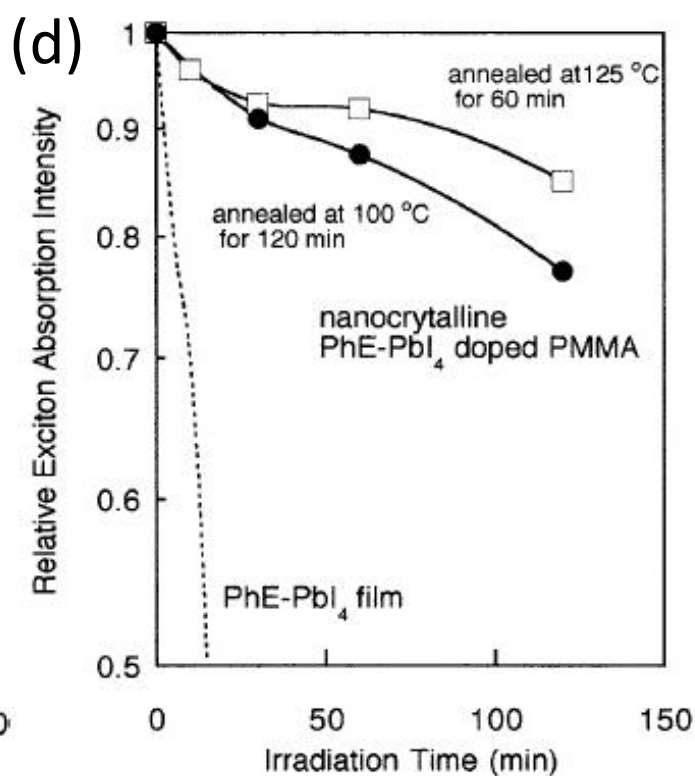 (d)
1
0.9
0.8
0.7
0.6
0.5
Relative Exciton Absorption Intensity
annealed at125 °C
for 60 min
annealed at 100 °C
for 120 min
nanocrytalline
PhE-PbI4 doped PMMA
PhE-PbI4 film
0
50
100
150
Irradiation Time (min)